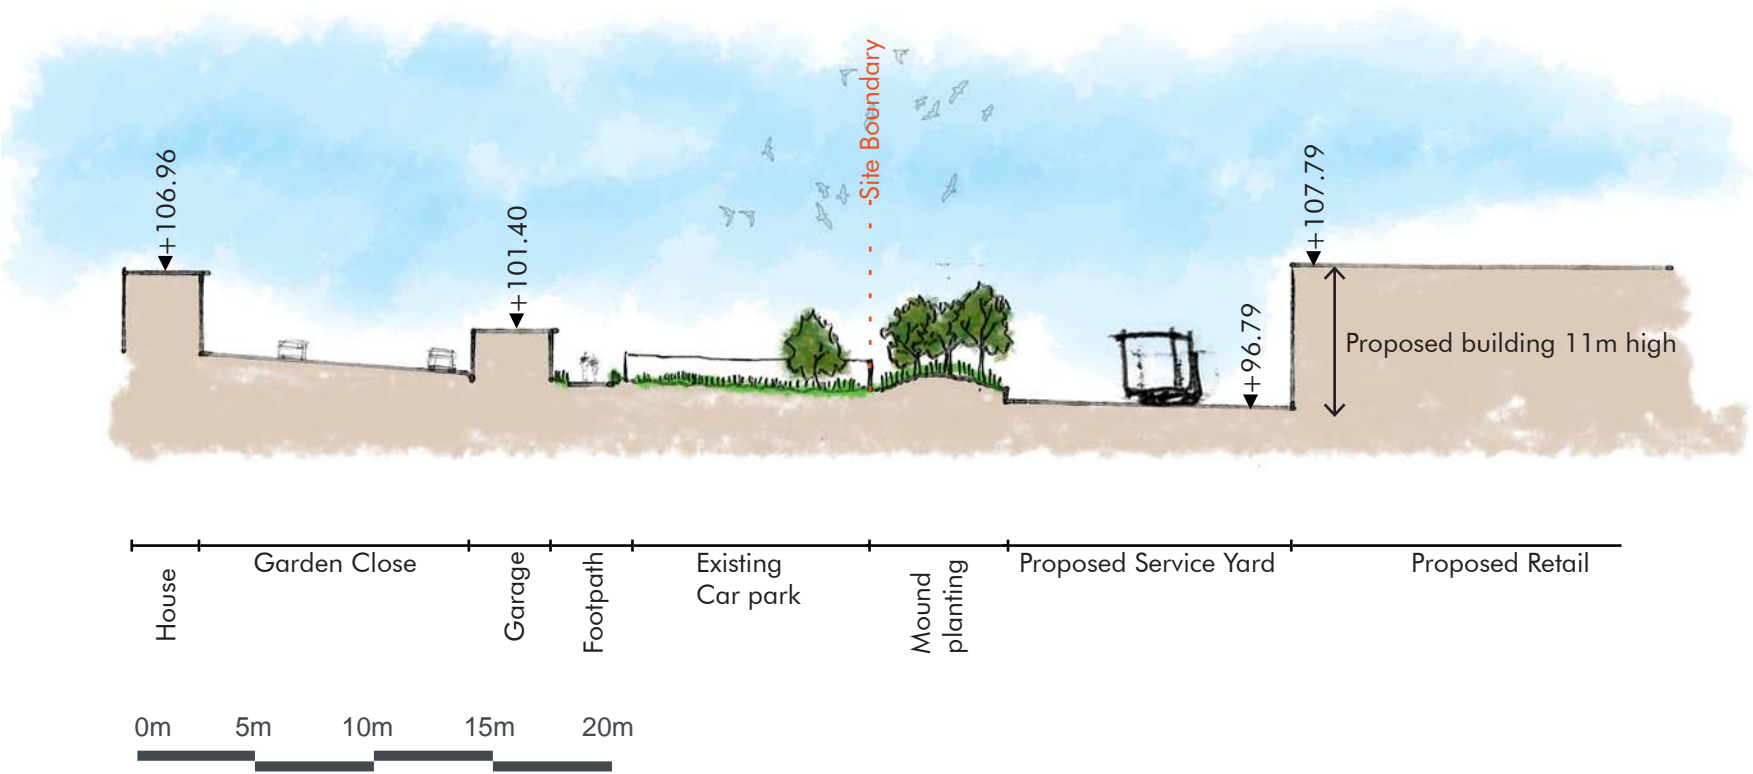 Site Boundary
+106.96
+101.40
+107.79
+96.79
Proposed building 11m high
House
Garden Close
Garage
Footpath
Existing
Car park
Mound
planting
Proposed Service Yard
Proposed Retail
0m 5m 10m 15m 20m